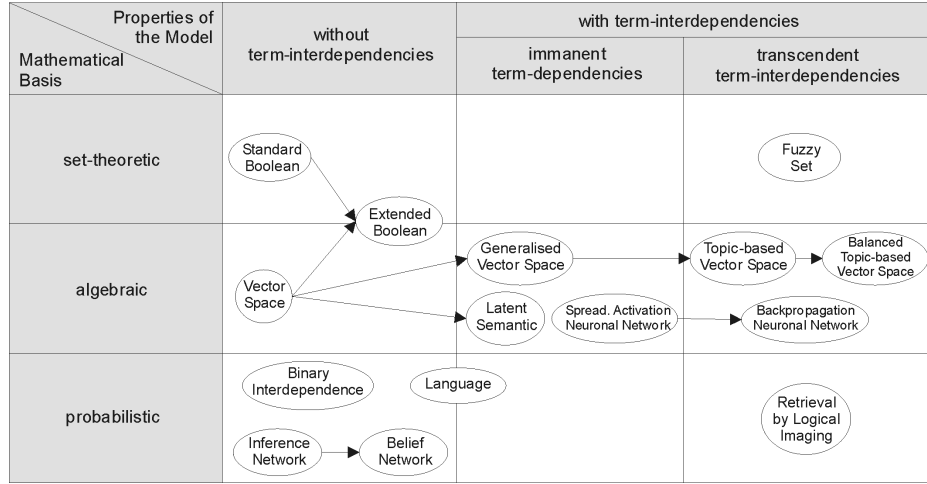 Properties of
the Model
Mathematical
Basis
without
term-interdependencies
with term-interdependencies
immanent
term-dependencies
transcendent
term-interdependencies
set-theoretic
Standard
Boolean
Fuzzy
Set
Extended
Boolean
algebraic
Vector
Space
Generalised
Vector Space
Topic-based
Vector Space
Balanced
Topic-based
Vector Space
Latent
Semantic
Spread. Activation
Neuronal Network
Backpropagation
Neuronal Network
probabilistic
Binary
Interdependence
Language
Retrieval
by Logical
Imaging
Inference
Network
Belief
Network